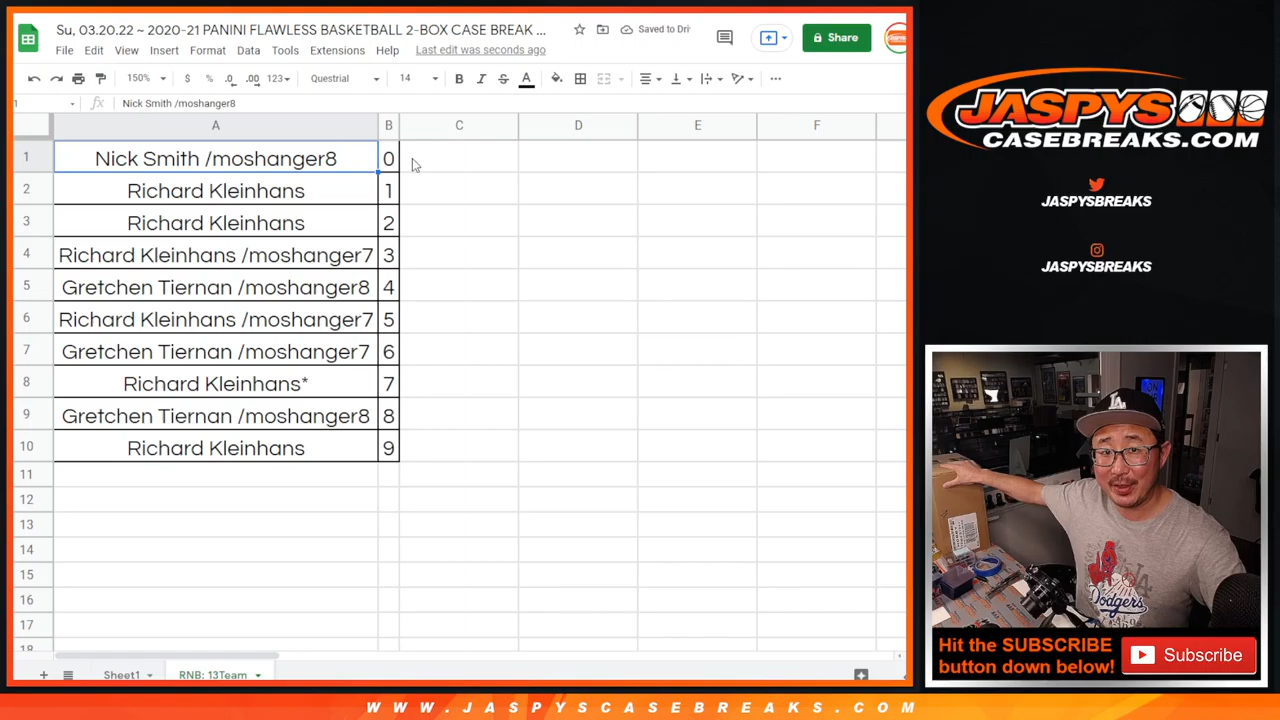 Su, 03.20.22 ~ 2020-21 PANINI FLAWLESS BASKETBALL 2-BOX CASE BREAK ...
Saved to Dri
Share
File Edit View Insert Format Data Tools Extensions Help Last edit was seconds ago
150% $ % .0 .00 123 Questrial 14 B I S A
1 fx Nick Smith /moshanger8
A B C D E F
1 Nick Smith /moshanger8 0
2 Richard Kleinhans 1
3 Richard Kleinhans 2
4 Richard Kleinhans /moshanger7 3
5 Gretchen Tiernan /moshanger8 4
6 Richard Kleinhans /moshanger7 5
7 Gretchen Tiernan /moshanger7 6
8 Richard Kleinhans* 7
9 Gretchen Tiernan /moshanger8 8
10 Richard Kleinhans 9
11
12
13
14
15
16
17
18
+ Sheet1 RNB: 13Team
JASPYS
CASEBREAKS.COM
JASPYSBREAKS
JASPYSBREAKS
LA
Dodgers
Hit the SUBSCRIBE
button down below!
Subscribe
WWW.JASPYSCASEBREAKS.COM